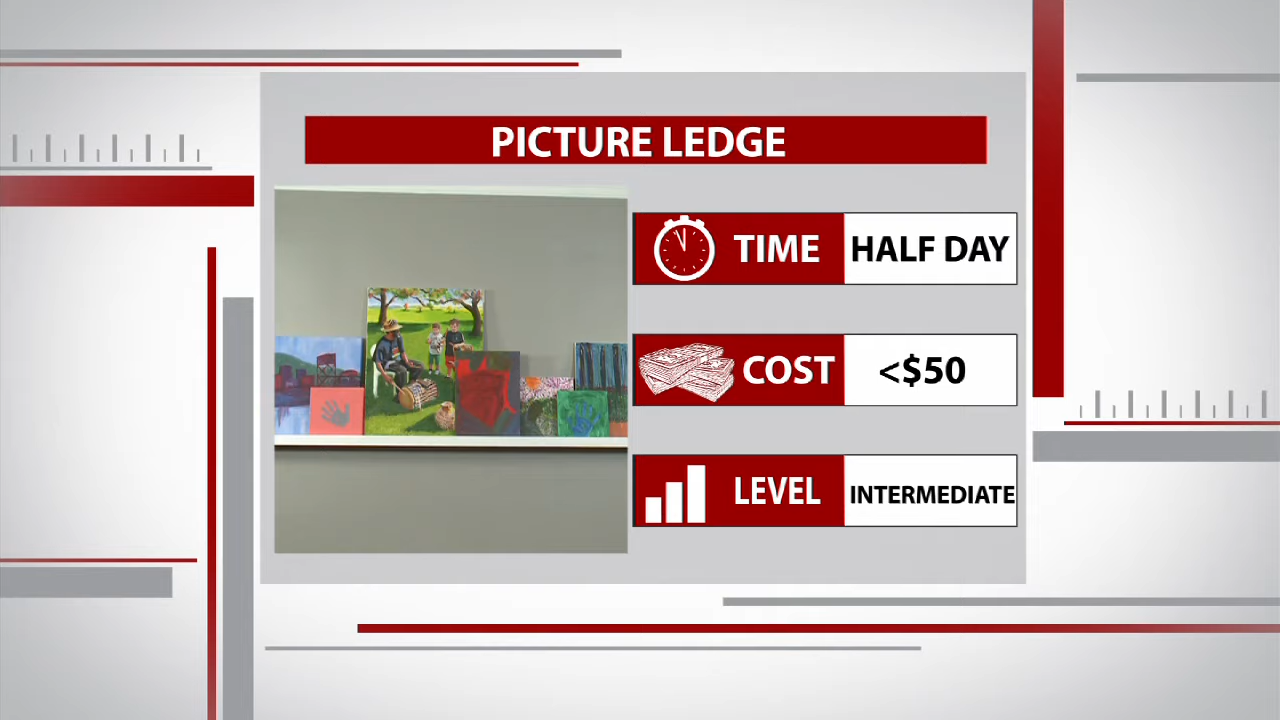 PICTURE LEDGE
TIME HALF DAY
COST <$50
LEVEL INTERMEDIATE